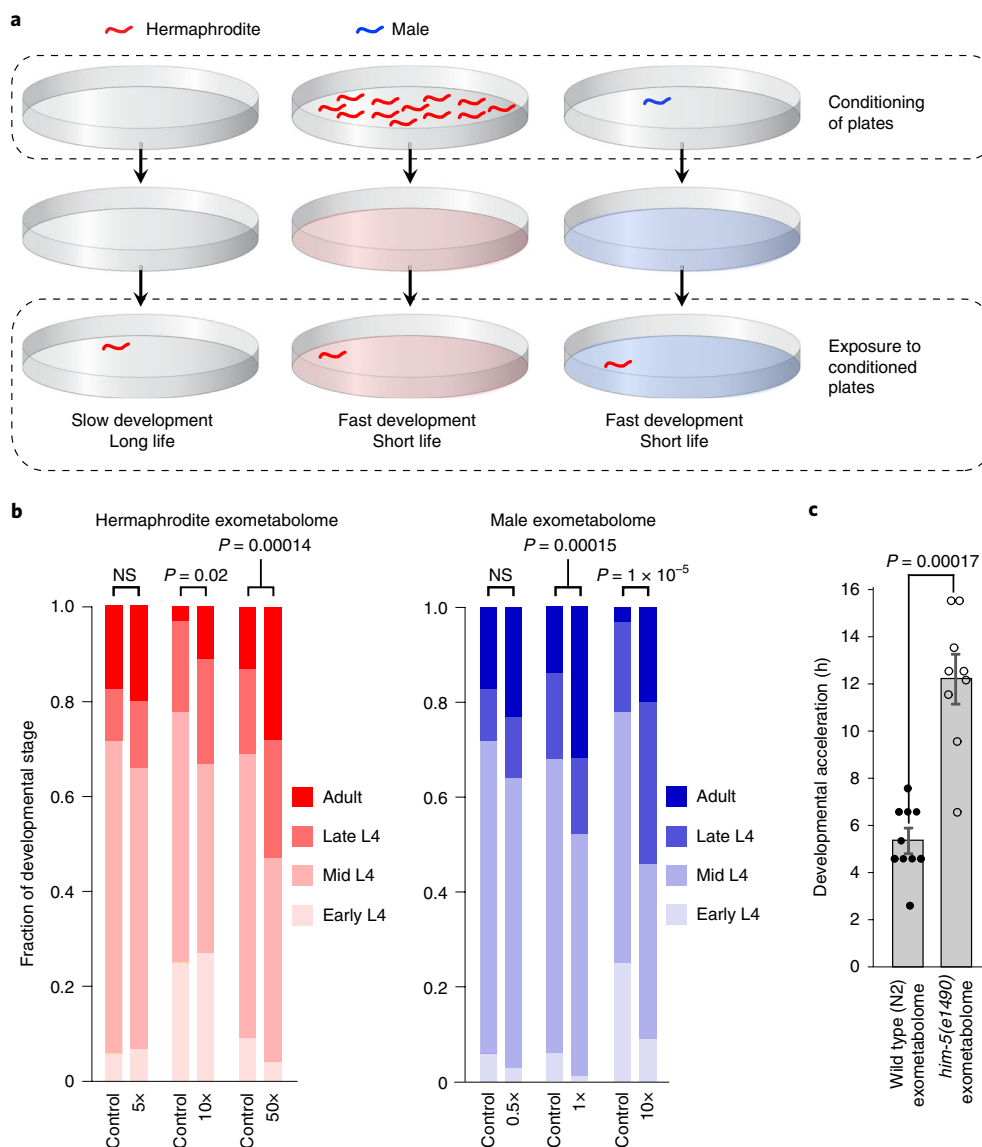 a
Hermaphrodite
Male
Conditioning
of plates
Exposure to
conditioned
plates
Slow development
Long life
Fast development
Short life
Fast development
Short life
b
Hermaphrodite exometabolome
P = 0.00014
NS
P = 0.02
Fraction of developmental stage
1.0
0.8
0.6
0.4
0.2
0
Adult
Late L4
Mid L4
Early L4
Control
5×
Control
10×
Control
50×
Male exometabolome
P = 0.00015
NS
P = 1 × 10⁻⁵
1.0
0.8
0.6
0.4
0.2
0
Adult
Late L4
Mid L4
Early L4
Control
0.5×
Control
1×
Control
10×
c
P = 0.00017
Developmental acceleration (h)
16
14
12
10
8
6
4
2
0
Wild type (N2)
exometabolome
him-5(e1490)
exometabolome